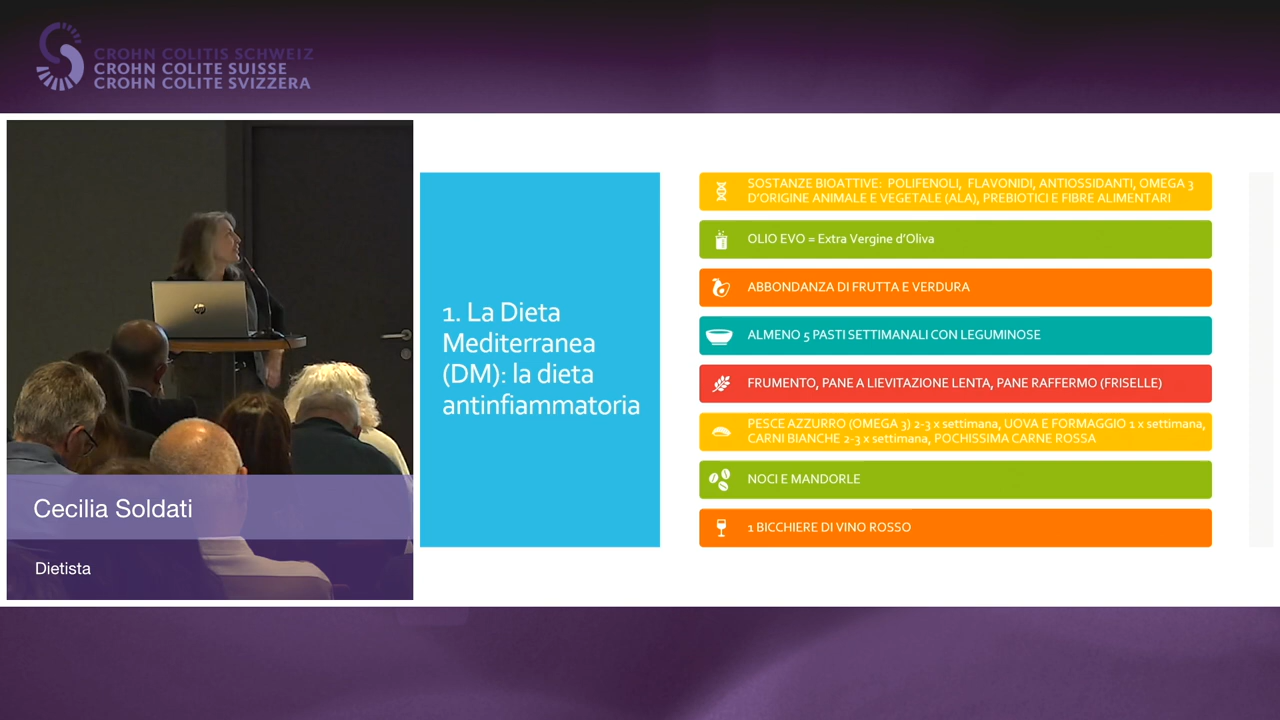 CROHN COLITIS SCHWEIZ
CROHN COLITE SUISSE
CROHN COLITE SVIZZERA
hp
Cecilia Soldati
Dietista
1. La Dieta
Mediterranea
(DM): la dieta
antinfiammatoria
SOSTANZE BIOATTIVE: POLIFENOLI, FLAVONIDI, ANTIOSSIDANTI, OMEGA 3
D'ORIGINE ANIMALE E VEGETALE (ALA), PREBIOTICI E FIBRE ALIMENTARI
OLIO EVO = Extra Vergine d'Oliva
ABBONDANZA DI FRUTTA E VERDURA
ALMENO 5 PASTI SETTIMANALI CON LEGUMINOSE
FRUMENTO, PANE A LIEVITAZIONE LENTA, PANE RAFFERMO (FRISELLE)
PESCE AZZURRO (OMEGA 3) 2-3 x settimana, UOVA E FORMAGGIO 1 x settimana,
CARNI BIANCHE 2-3 x settimana, POCHISSIMA CARNE ROSSA
NOCI E MANDORLE
1 BICCHIERE DI VINO ROSSO